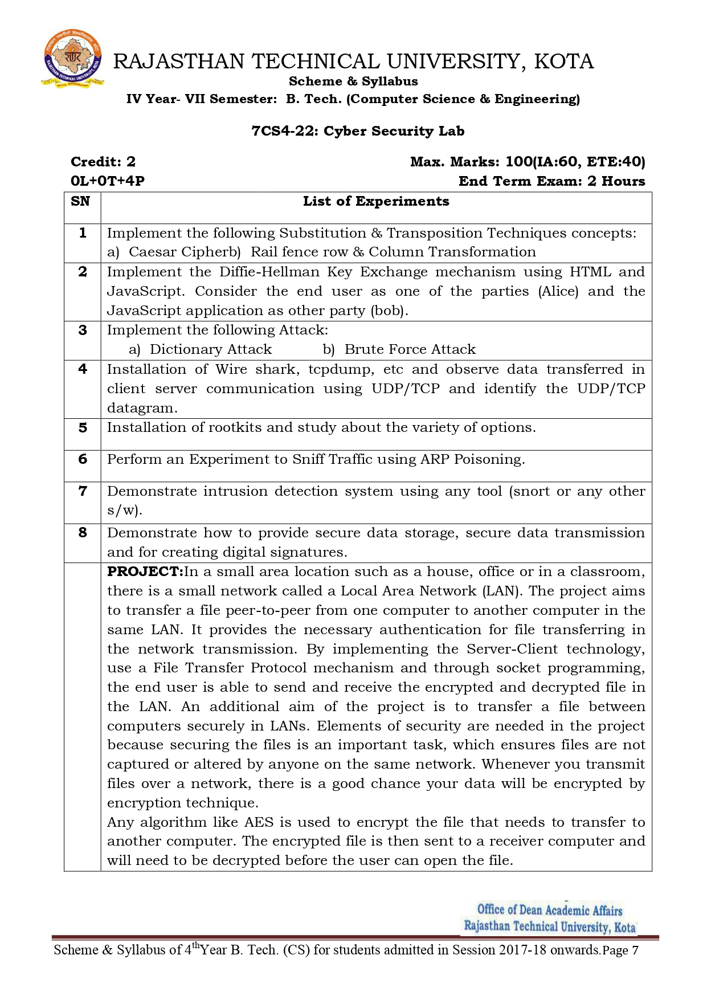 RAJASTHAN TECHNICAL UNIVERSITY, KOTA
Scheme & Syllabus
IV Year- VII Semester: B. Tech. (Computer Science & Engineering)
7CS4-22: Cyber Security Lab
Credit: 2 Max. Marks: 100(IA:60, ETE:40)
0L+0T+4P End Term Exam: 2 Hours
SN List of Experiments
1 Implement the following Substitution & Transposition Techniques concepts:
a) Caesar Cipherb) Rail fence row & Column Transformation
2 Implement the Diffie-Hellman Key Exchange mechanism using HTML and
JavaScript. Consider the end user as one of the parties (Alice) and the
JavaScript application as other party (bob).
3 Implement the following Attack:
a) Dictionary Attack b) Brute Force Attack
4 Installation of Wire shark, tcpdump, etc and observe data transferred in
client server communication using UDP/TCP and identify the UDP/TCP
datagram.
5 Installation of rootkits and study about the variety of options.
6 Perform an Experiment to Sniff Traffic using ARP Poisoning.
7 Demonstrate intrusion detection system using any tool (snort or any other
s/w).
8 Demonstrate how to provide secure data storage, secure data transmission
and for creating digital signatures.
PROJECT:In a small area location such as a house, office or in a classroom,
there is a small network called a Local Area Network (LAN). The project aims
to transfer a file peer-to-peer from one computer to another computer in the
same LAN. It provides the necessary authentication for file transferring in
the network transmission. By implementing the Server-Client technology,
use a File Transfer Protocol mechanism and through socket programming,
the end user is able to send and receive the encrypted and decrypted file in
the LAN. An additional aim of the project is to transfer a file between
computers securely in LANs. Elements of security are needed in the project
because securing the files is an important task, which ensures files are not
captured or altered by anyone on the same network. Whenever you transmit
files over a network, there is a good chance your data will be encrypted by
encryption technique.
Any algorithm like AES is used to encrypt the file that needs to transfer to
another computer. The encrypted file is then sent to a receiver computer and
will need to be decrypted before the user can open the file.
Office of Dean Academic Affairs
Rajasthan Technical University, Kota
Scheme & Syllabus of 4thYear B. Tech. (CS) for students admitted in Session 2017-18 onwards.Page 7